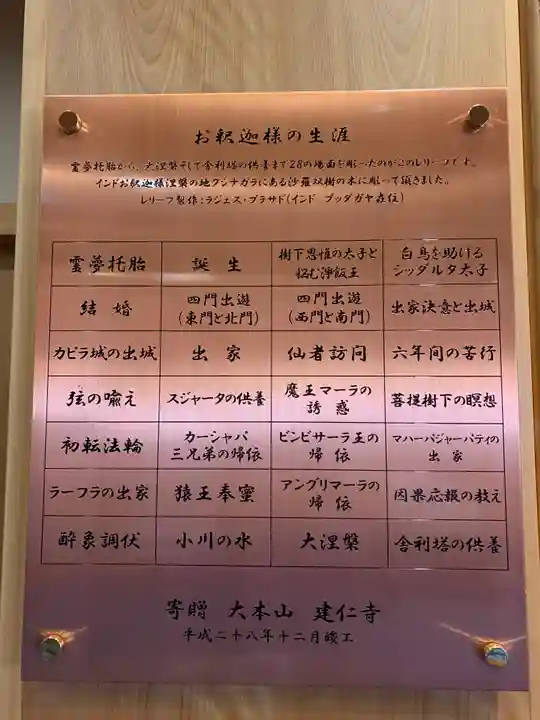 お釈迦様の生涯
霊夢托胎から、大涅槃そして舎利塔の供養まで28の場面を彫ったのがこのレリーフです。
インドお釈迦様涅槃の地クシナガラにある沙羅双樹の木に彫って頂きました。
レリーフ製作：ラジェス・プラサド（インド ブッダガヤ在住）
霊夢托胎 誕生 樹下思惟の太子と 白鳥を助ける
拉む浄飯王 シッダルタ太子
結婚 四門出遊 四門出遊 出家決意と出城
（東門と北門） （西門と南門）
カピラ城の出城 出家 仙者訪問 六年間の苦行
弦の喩え スジャータの供養 魔王マーラの 菩提樹下の瞑想
誘惑
初転法輪 カーシャパ ビンビサーラ王の マハーパジャーパティの
三兄弟の帰依 帰依 出家
ラーフラの出家 猿王奉蜜 アングリマーラの 因果応報の教え
帰依
酔象調伏 小川の水 大涅槃 舎利塔の供養
寄贈 大本山 建仁寺
平成二十八年十二月竣工